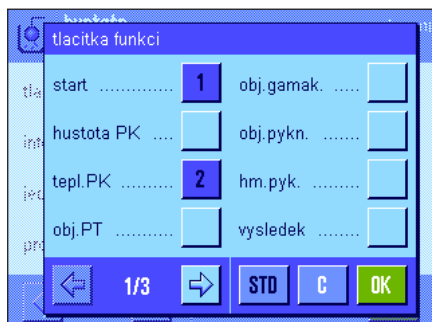 hustota
tlacitka funkci
start ............. 1 obj.gamak. .....
hustota PK .... obj.pykn. ......
tepl.PK ......... 2 hm.pyk. ........
obj.PT ........... vysledek .......
1/3 STD C OK